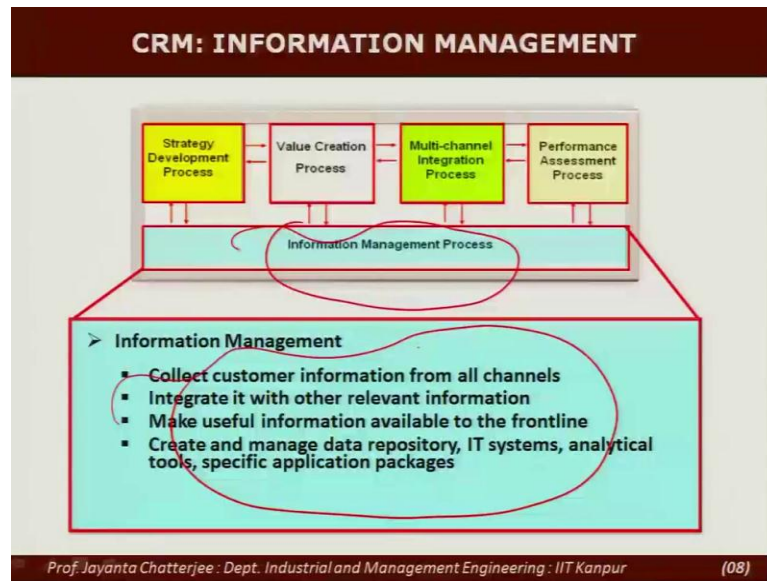 CRM: INFORMATION MANAGEMENT
Strategy
Development
Process
Value Creation
Process
Multi-channel
Integration
Process
Performance
Assessment
Process
Information Management Process
➢ Information Management
▪ Collect customer information from all channels
▪ Integrate it with other relevant information
▪ Make useful information available to the frontline
▪ Create and manage data repository, IT systems, analytical
tools, specific application packages
Prof. Jayanta Chatterjee : Dept. Industrial and Management Engineering : IIT Kanpur (08)